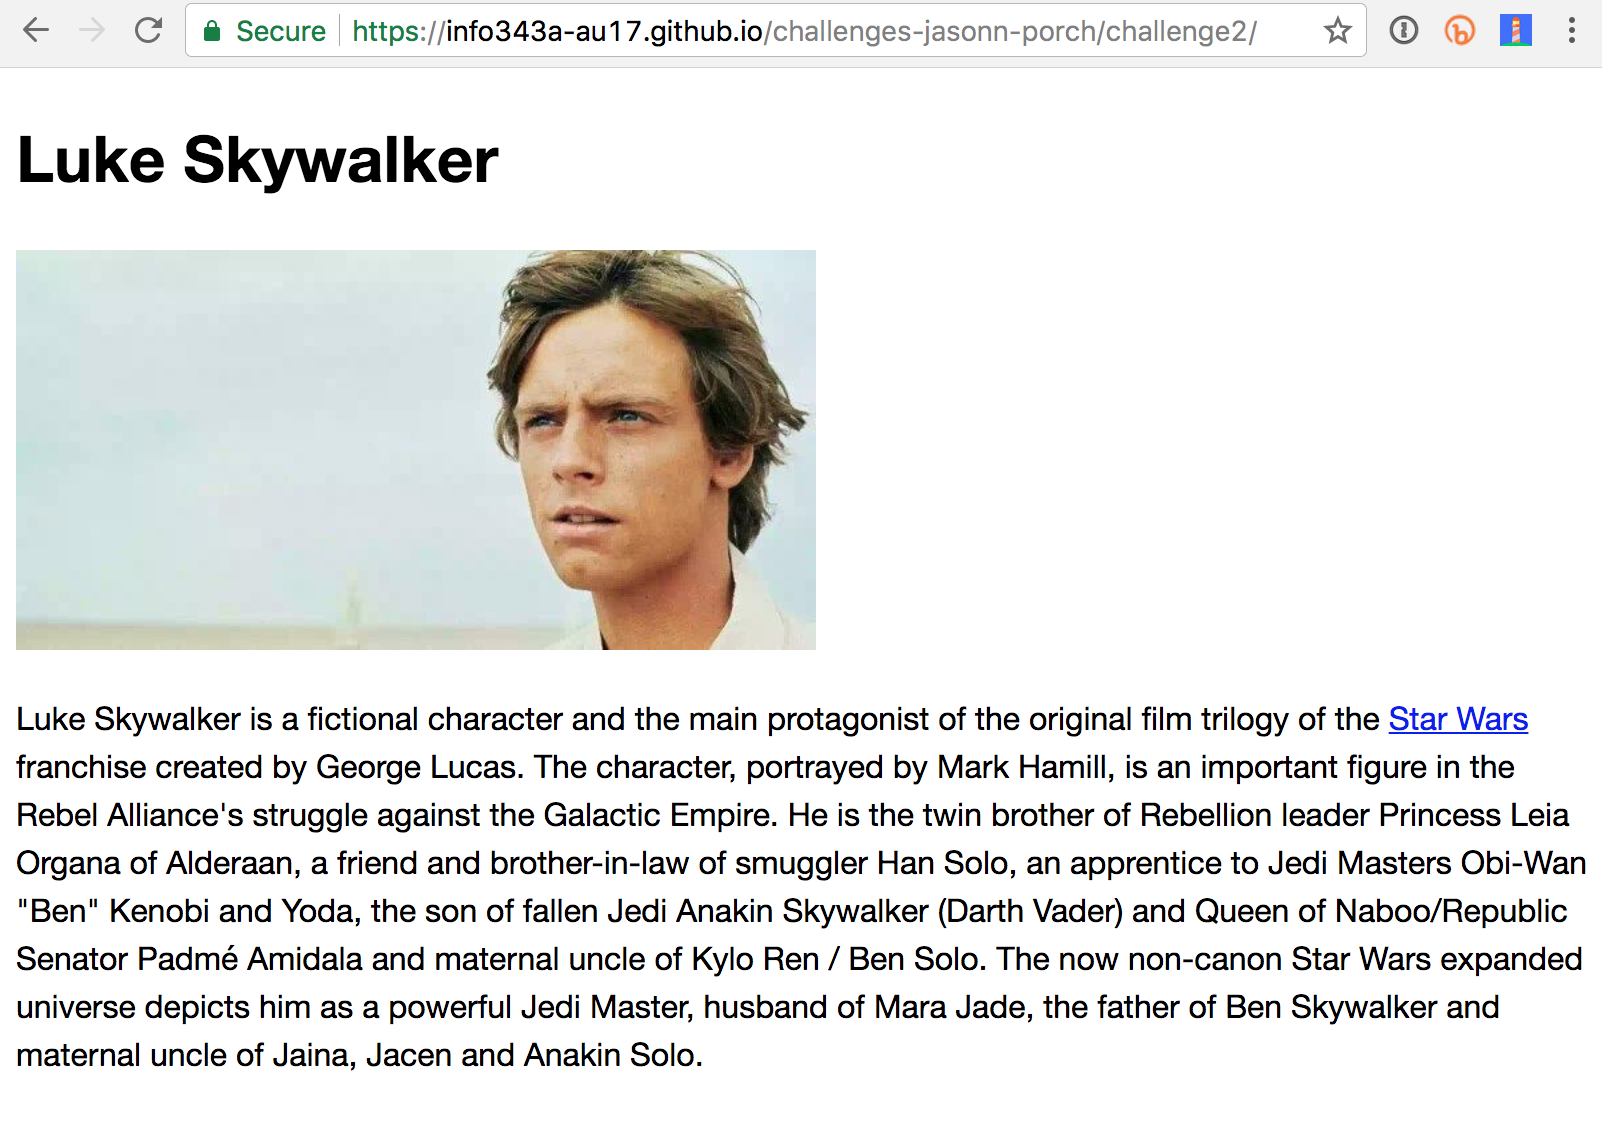 Secure https://info343a-au17.github.io/challenges-jasonn-porch/challenge2/
Luke Skywalker
Luke Skywalker is a fictional character and the main protagonist of the original film trilogy of the Star Wars
franchise created by George Lucas. The character, portrayed by Mark Hamill, is an important figure in the
Rebel Alliance's struggle against the Galactic Empire. He is the twin brother of Rebellion leader Princess Leia
Organa of Alderaan, a friend and brother-in-law of smuggler Han Solo, an apprentice to Jedi Masters Obi-Wan
"Ben" Kenobi and Yoda, the son of fallen Jedi Anakin Skywalker (Darth Vader) and Queen of Naboo/Republic
Senator Padmé Amidala and maternal uncle of Kylo Ren / Ben Solo. The now non-canon Star Wars expanded
universe depicts him as a powerful Jedi Master, husband of Mara Jade, the father of Ben Skywalker and
maternal uncle of Jaina, Jacen and Anakin Solo.